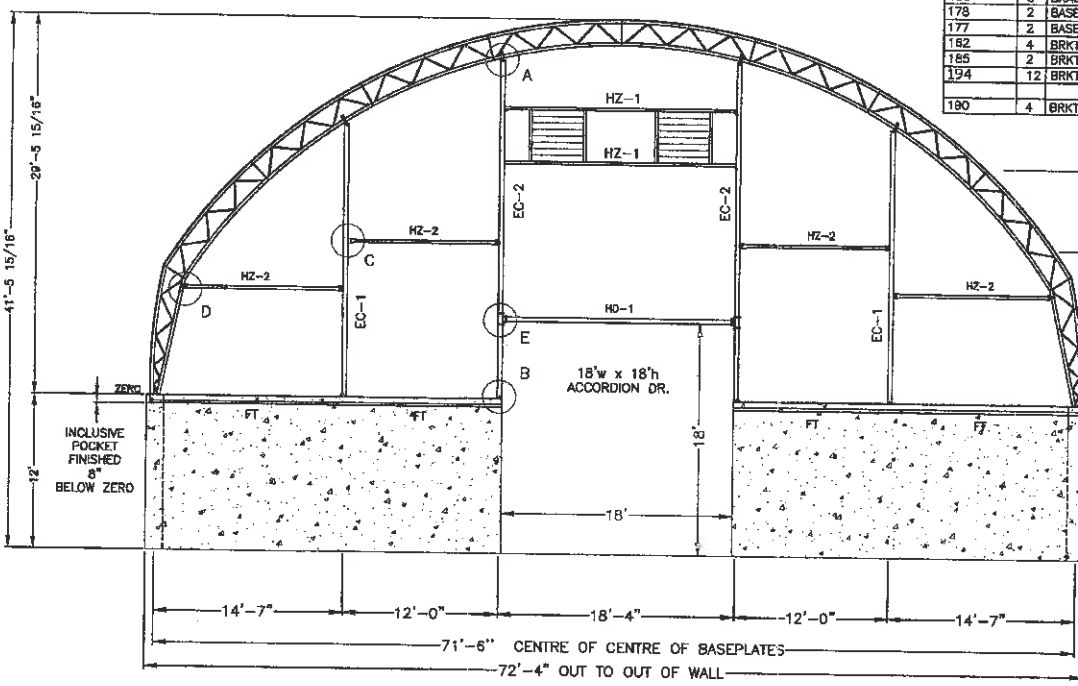 178 2 BASE
177 2 BASE
182 4 BRKT
185 2 BRKT
194 12 BRKT
190 4 BRKT
41'-5 15/16"
29'-5 15/16"
12'
A
HZ-1
HZ-1
EC-2
EC-2
HZ-2
HZ-2
C
HZ-2
HZ-2
D
EC-1
EC-1
HD-1
E
B
18'w x 18'h
ACCORDION DR.
ZERO
INCLUSIVE
POCKET
FINISHED
8"
BELOW ZERO
FT
FT
FT
FT
18'
18'
14'-7"
12'-0"
18'-4"
12'-0"
14'-7"
71'-6" CENTRE OF CENTRE OF BASEPLATES
72'-4" OUT TO OUT OF WALL